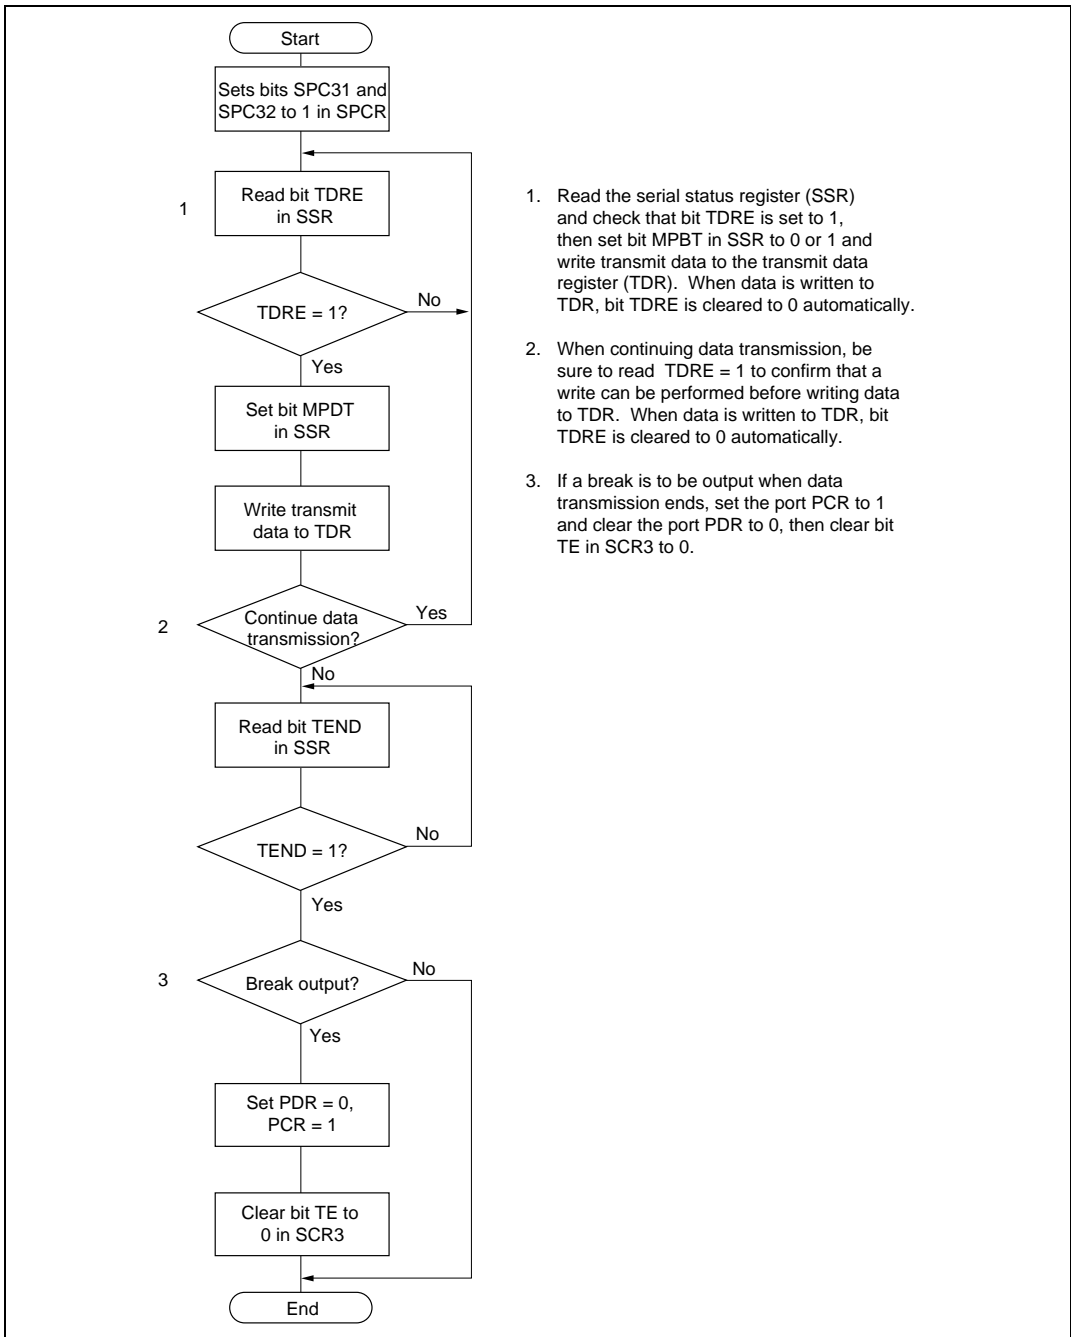 Start
Sets bits SPC31 and
SPC32 to 1 in SPCR
1
Read bit TDRE
in SSR
TDRE = 1?
No
Yes
Set bit MPDT
in SSR
Write transmit
data to TDR
2
Continue data
transmission?
Yes
No
Read bit TEND
in SSR
TEND = 1?
No
Yes
3
Break output?
No
Yes
Set PDR = 0,
PCR = 1
Clear bit TE to
0 in SCR3
End
1. Read the serial status register (SSR)
and check that bit TDRE is set to 1,
then set bit MPBT in SSR to 0 or 1 and
write transmit data to the transmit data
register (TDR). When data is written to
TDR, bit TDRE is cleared to 0 automatically.
2. When continuing data transmission, be
sure to read TDRE = 1 to confirm that a
write can be performed before writing data
to TDR. When data is written to TDR, bit
TDRE is cleared to 0 automatically.
3. If a break is to be output when data
transmission ends, set the port PCR to 1
and clear the port PDR to 0, then clear bit
TE in SCR3 to 0.